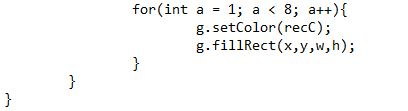 for(int a = 1; a < 8; a++){
g.setColor(recC);
g.fillRect(x,y,w,h);
}
}
}